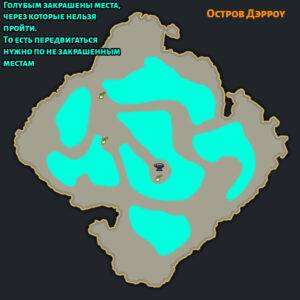 Голубым закрашены места,
через которые нельзя
пройти.
То есть передвигаться
нужно по не закрашенным
местам
Остров Дэрроу